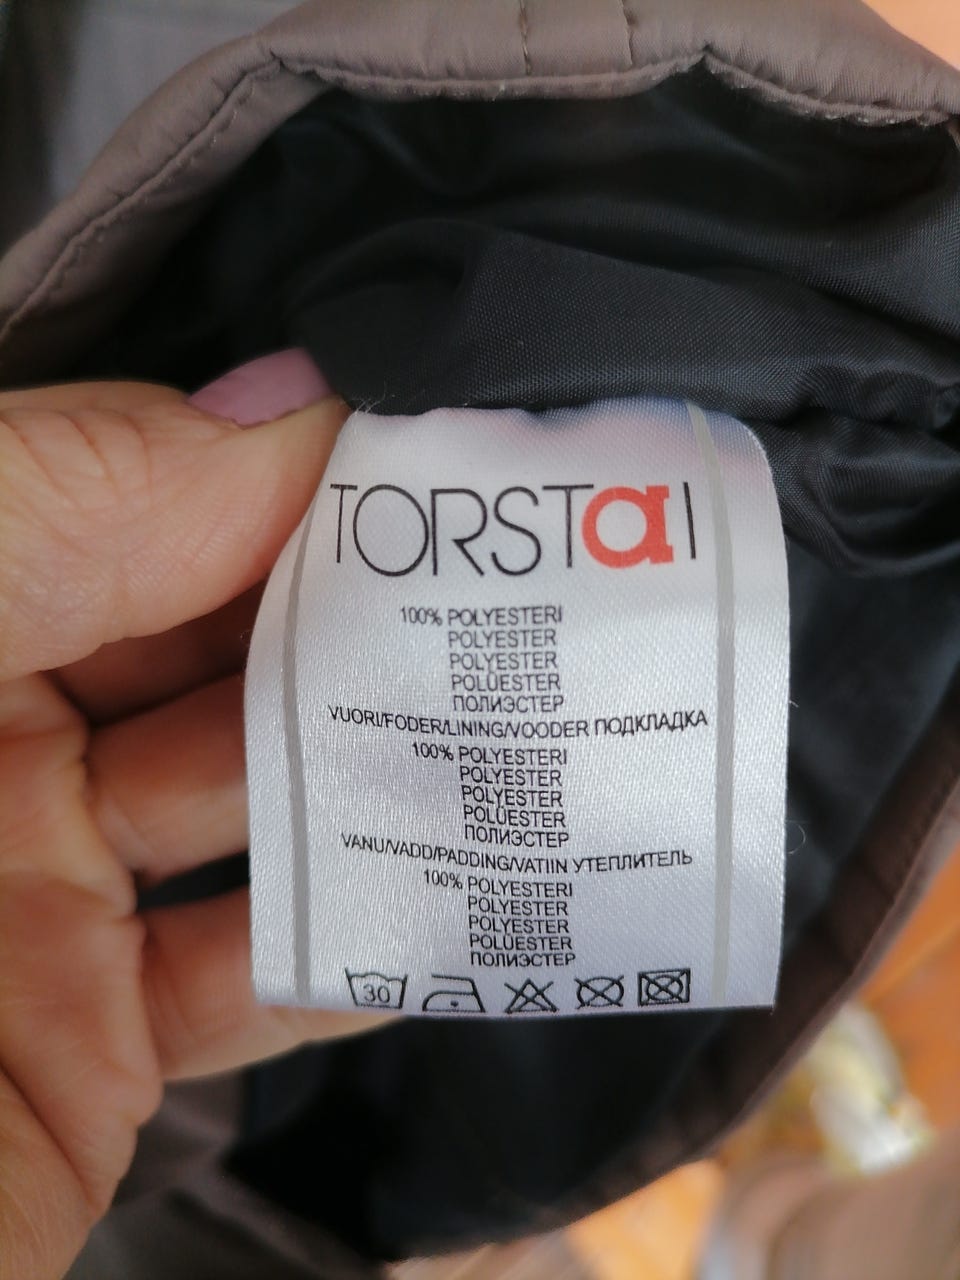 TORSTaI
100% POLYESTERI
POLYESTER
POLYESTER
POLÜESTER
ПОЛИЭСТЕР
VUORI/FODER/LINING/VOODER ПОДКЛАДКА
100% POLYESTERI
POLYESTER
POLYESTER
POLÜESTER
ПОЛИЭСТЕР
VANU/VADD/PADDING/VATIIN УТЕПЛИТЕЛЬ
100% POLYESTERI
POLYESTER
POLYESTER
POLÜESTER
ПОЛИЭСТЕР
30